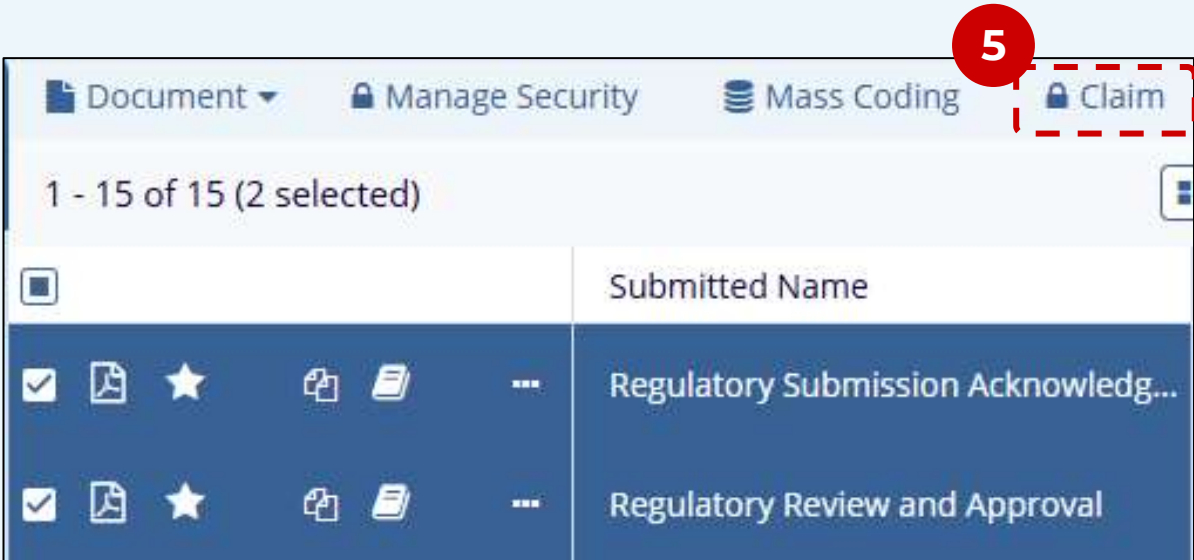 5
Document Manage Security Mass Coding Claim
1 - 15 of 15 (2 selected)
Submitted Name
Regulatory Submission Acknowledg...
Regulatory Review and Approval